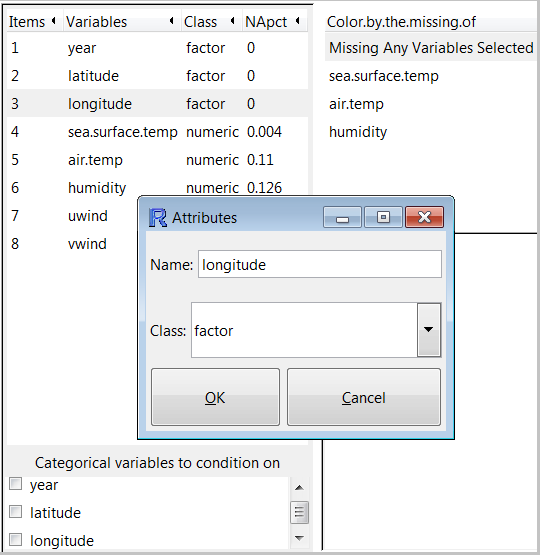 Items Variables Class NApct
1 year factor 0
2 latitude factor 0
3 longitude factor 0
4 sea.surface.temp numeric 0.004
5 air.temp numeric 0.11
6 humidity numeric 0.126
7 uwind
8 vwind
Color.by.the.missing.of
Missing Any Variables Selected
sea.surface.temp
air.temp
humidity
R Attributes
Name: longitude
Class: factor
OK Cancel
Categorical variables to condition on
year
latitude
longitude